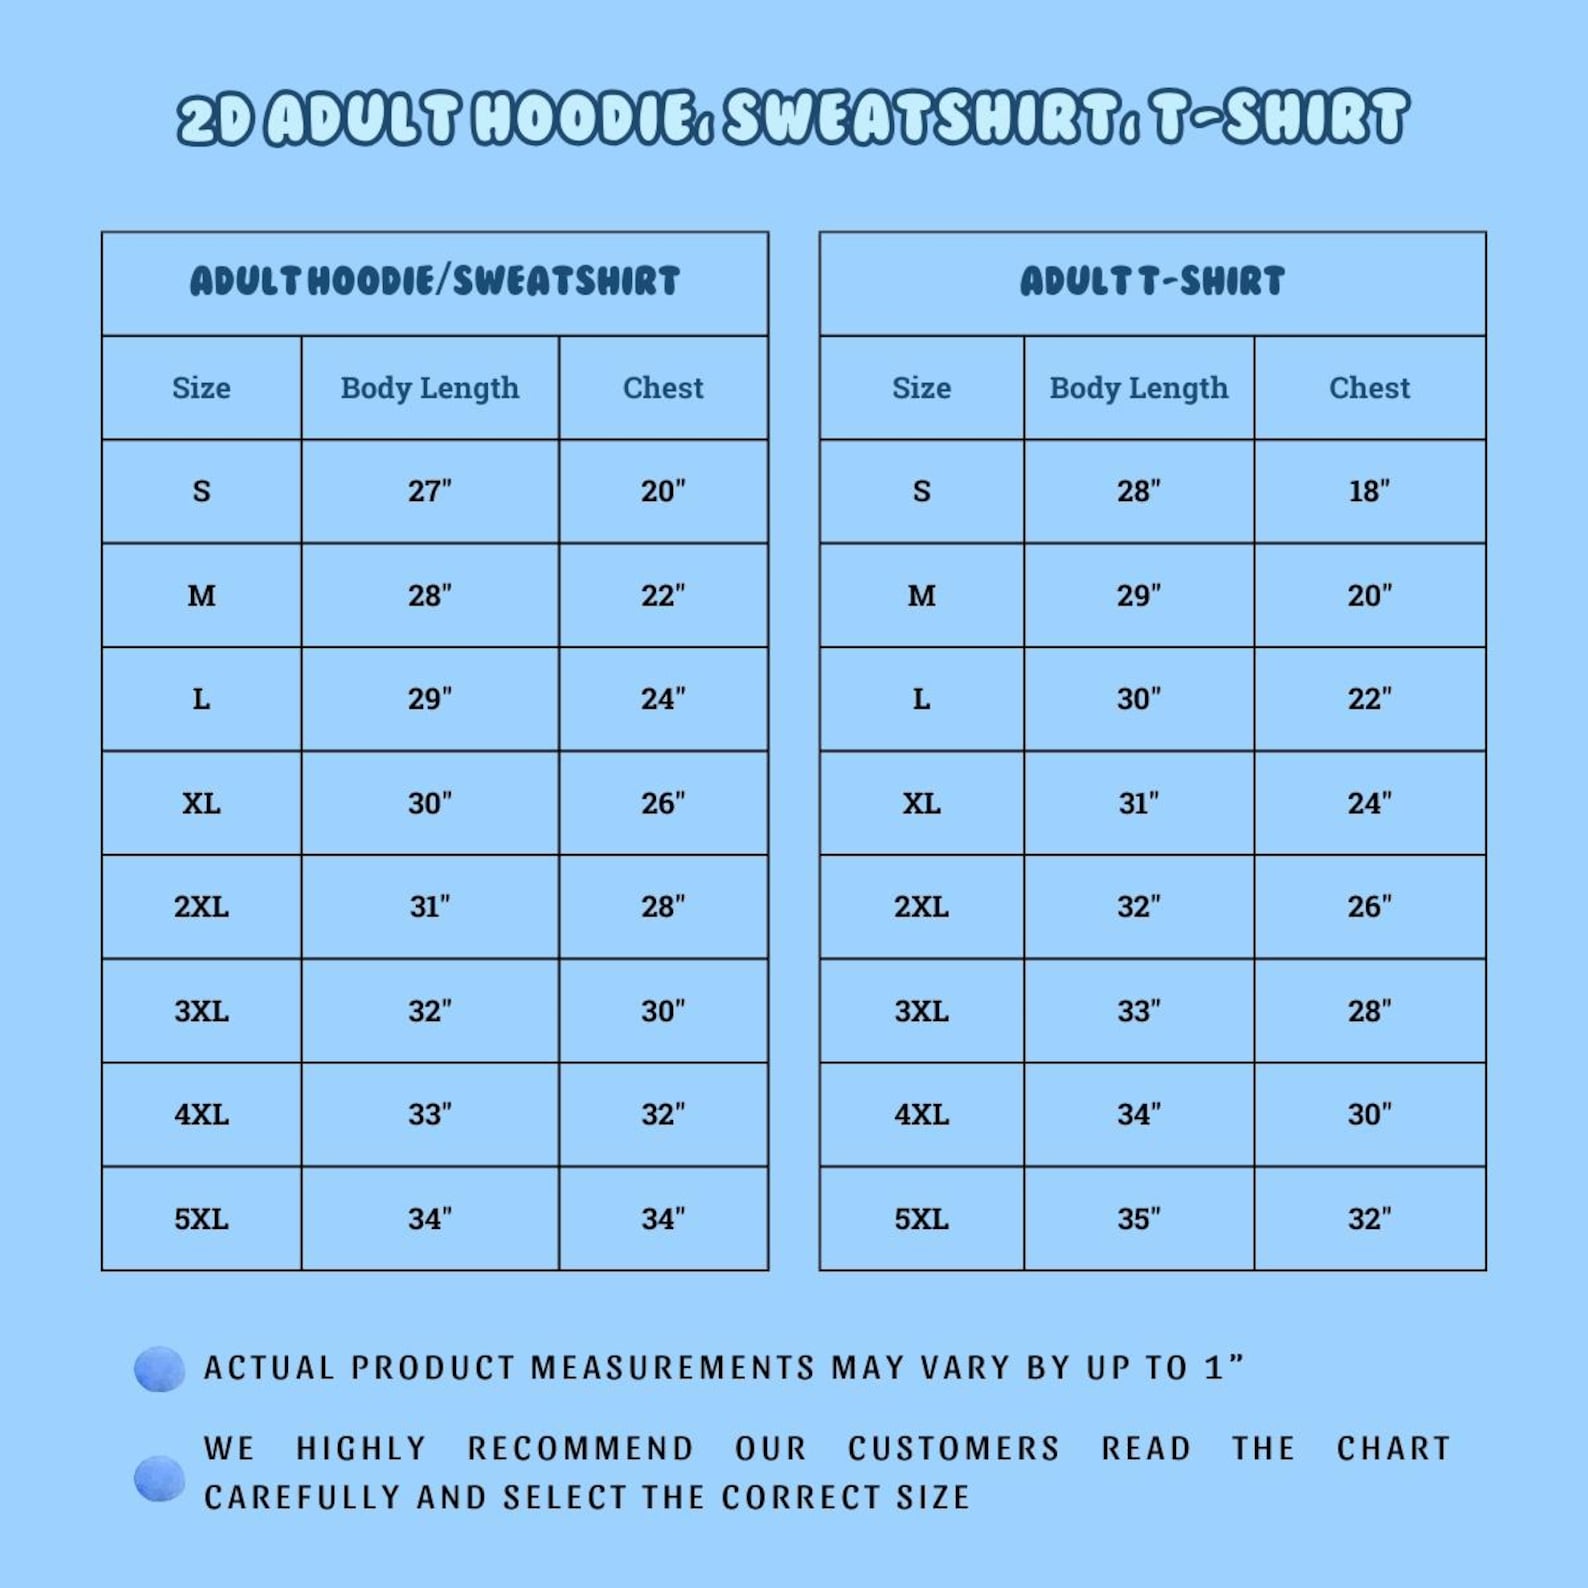 2D ADULT HOODIE, SWEATSHIRT, T-SHIRT
ADULT HOODIE/SWEATSHIRT
Size Body Length Chest
S 27" 20"
M 28" 22"
L 29" 24"
XL 30" 26"
2XL 31" 28"
3XL 32" 30"
4XL 33" 32"
5XL 34" 34"
ADULT T-SHIRT
Size Body Length Chest
S 28" 18"
M 29" 20"
L 30" 22"
XL 31" 24"
2XL 32" 26"
3XL 33" 28"
4XL 34" 30"
5XL 35" 32"
ACTUAL PRODUCT MEASUREMENTS MAY VARY BY UP TO 1”
WE HIGHLY RECOMMEND OUR CUSTOMERS READ THE CHART
CAREFULLY AND SELECT THE CORRECT SIZE